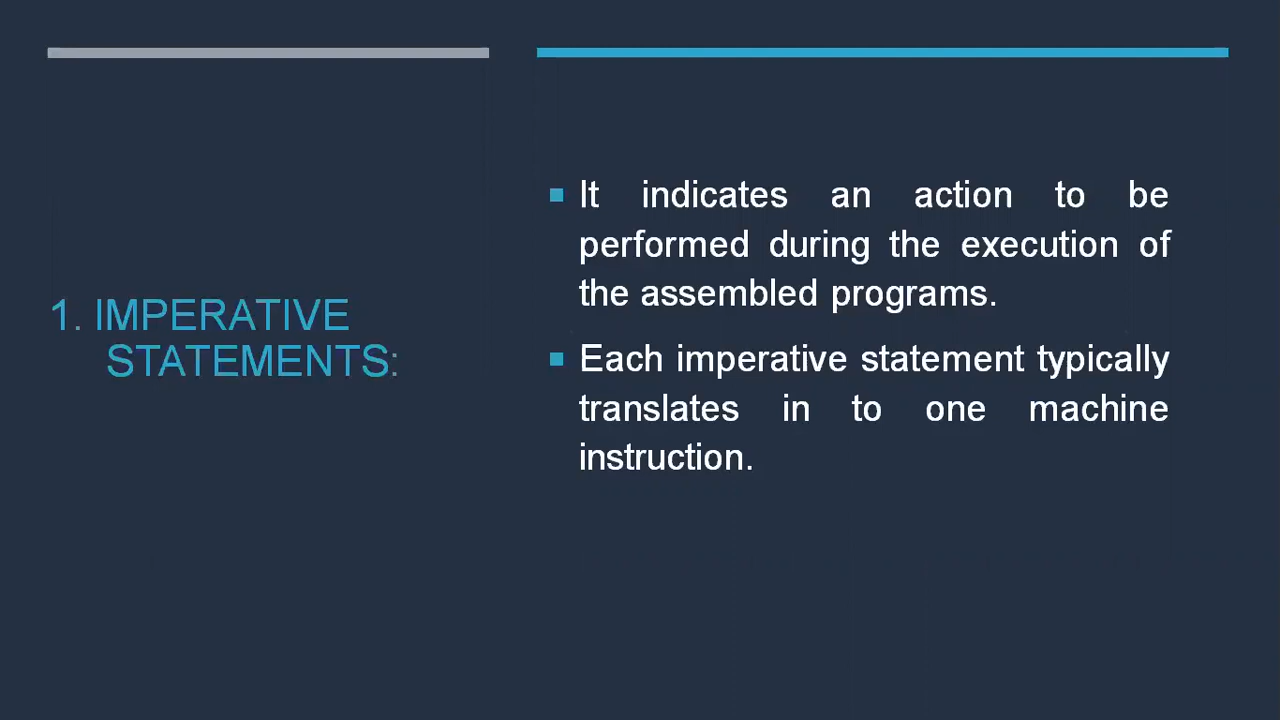 1. IMPERATIVE
STATEMENTS:
It indicates an action to be
performed during the execution of
the assembled programs.
Each imperative statement typically
translates in to one machine
instruction.